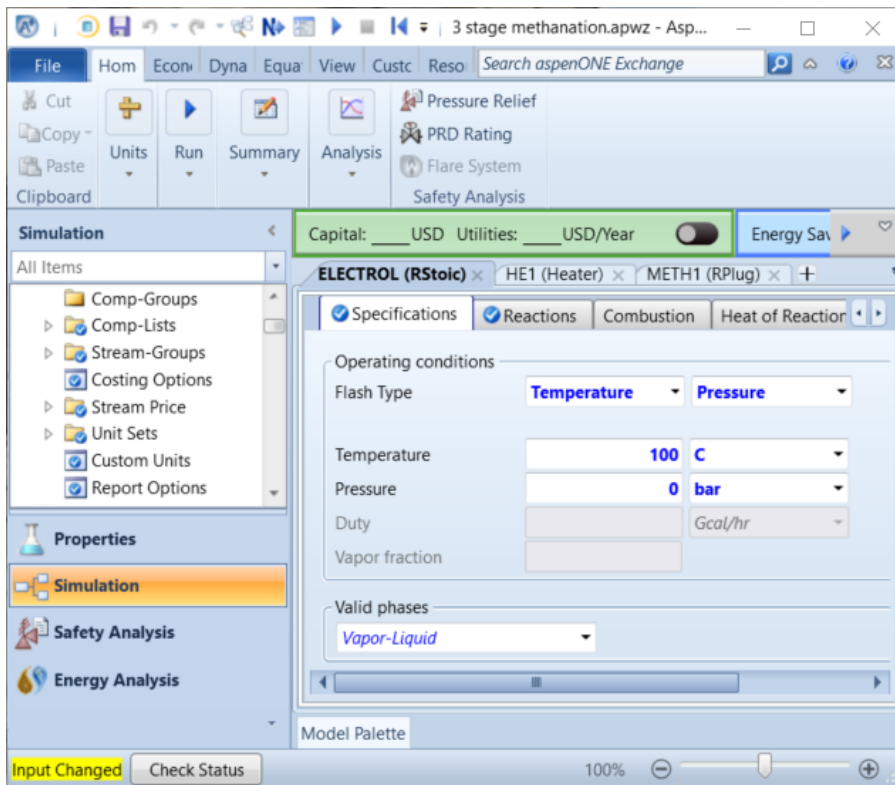 3 stage methanation.apwz - Asp...
File Hom Econ Dyna Equa View Custo Reso Search aspenONE Exchange
Cut
Copy
Paste
Clipboard
Units
Run
Summary
Analysis
Pressure Relief
PRD Rating
Flare System
Safety Analysis
Simulation
All Items
Comp-Groups
Comp-Lists
Stream-Groups
Costing Options
Stream Price
Unit Sets
Custom Units
Report Options
Properties
Simulation
Safety Analysis
Energy Analysis
Capital: ____USD Utilities: ____USD/Year
Energy Sav
ELECTROL (RStoic) HE1 (Heater) METH1 (RPlug)
Specifications Reactions Combustion Heat of Reaction
Operating conditions
Flash Type Temperature Pressure
Temperature 100 C
Pressure 0 bar
Duty Gcal/hr
Vapor fraction
Valid phases
Vapor-Liquid
Model Palette
Input Changed Check Status 100%